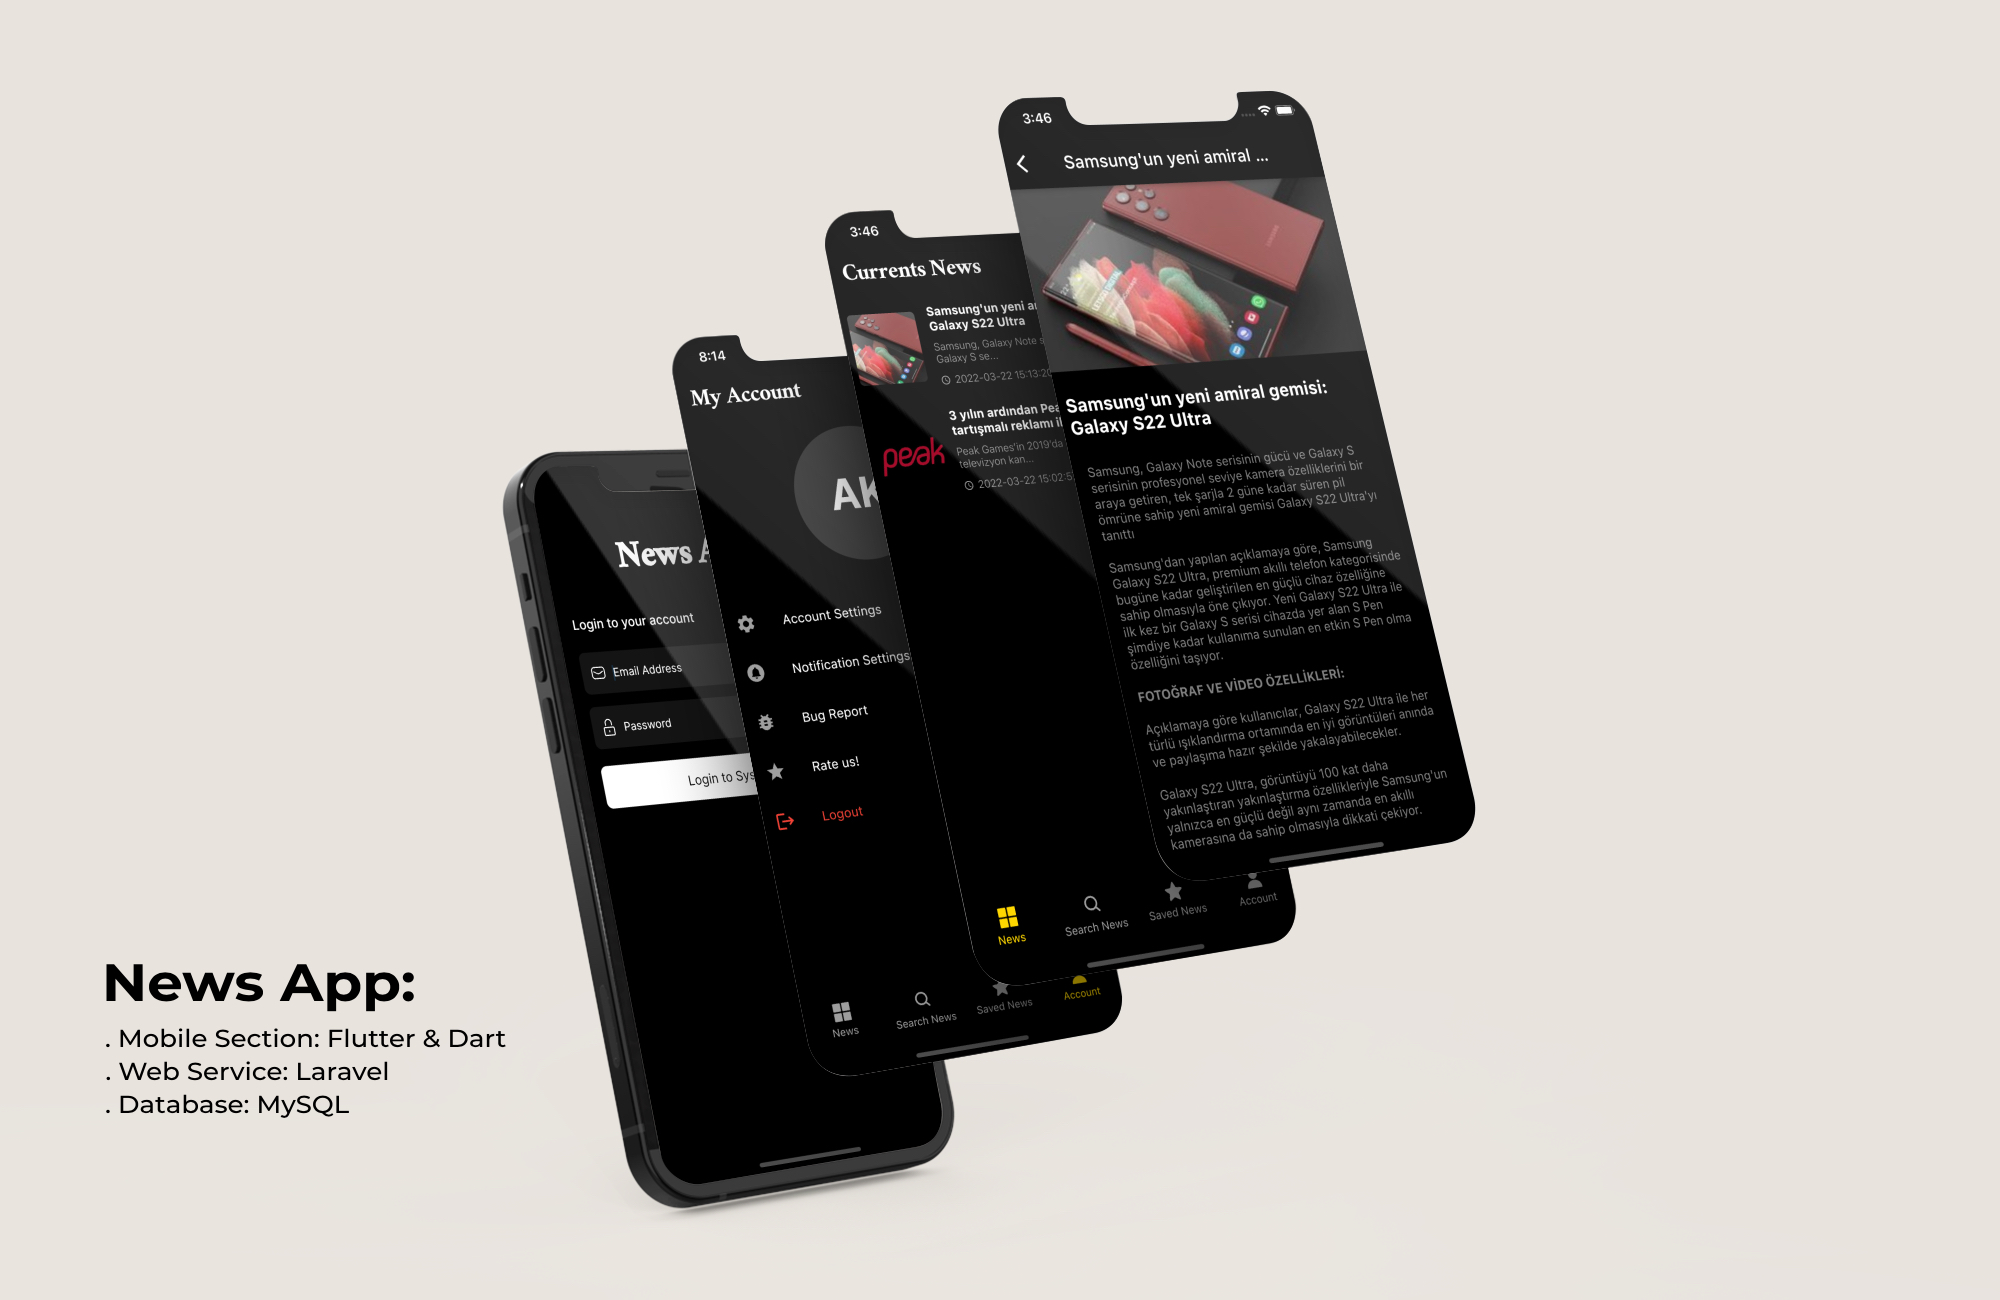 News App:
. Mobile Section: Flutter & Dart
. Web Service: Laravel
. Database: MySQL
News
Login to your account
Email Address
Password
Login to
8:14
My Account
Account Settings
Notification Settings
Bug Report
Rate us!
Logout
News
Search News
Saved News
Account
3:46
Currents News
Samsung'un yeni
Galaxy S22 Ultra
Samsung, Galaxy Note
Galaxy S se...
2022-03-22 15:13:20
3 yılın ardından
tartışmalı reklamı
peak
Peak Games'in 2019'da
televizyon kan...
2022-03-22
News
Search News
Saved News
Account
3:46
Samsung'un yeni amiral ...
SAMSUNG
Samsung'un yeni amiral gemisi:
Galaxy S22 Ultra
Samsung, Galaxy Note serisinin gücü ve Galaxy S
serisinin profesyonel seviye kamera özelliklerini bir
araya getiren, tek şarjla 2 güne kadar süren pil
ömrüne sahip yeni amiral gemisi Galaxy S22 Ultra'yı
tanıttı
Samsung'dan yapılan açıklamaya göre, Samsung
Galaxy S22 Ultra, premium akıllı telefon kategorisinde
bugüne kadar geliştirilen en güçlü cihaz özelliğine
sahip olmasıyla öne çıkıyor. Yeni Galaxy S22 Ultra ile
ilk kez bir Galaxy S serisi cihazda yer alan S Pen
şimdiye kadar kullanıma sunulan en etkin S Pen olma
özelliğini taşıyor.
FOTOĞRAF VE VİDEO ÖZELLİKLERİ:
Açıklamaya göre kullanıcılar, Galaxy S22 Ultra ile her
türlü ışıklandırma ortamında en iyi görüntüleri anında
ve paylaşıma hazır şekilde yakalayabilecekler.
Galaxy S22 Ultra, görüntüyü 100 kat daha
yakınlaştıran yakınlaştırma özellikleriyle Samsung'un
yalnızca en güçlü değil aynı zamanda en akıllı
kamerasına da sahip olmasıyla dikkati çekiyor.